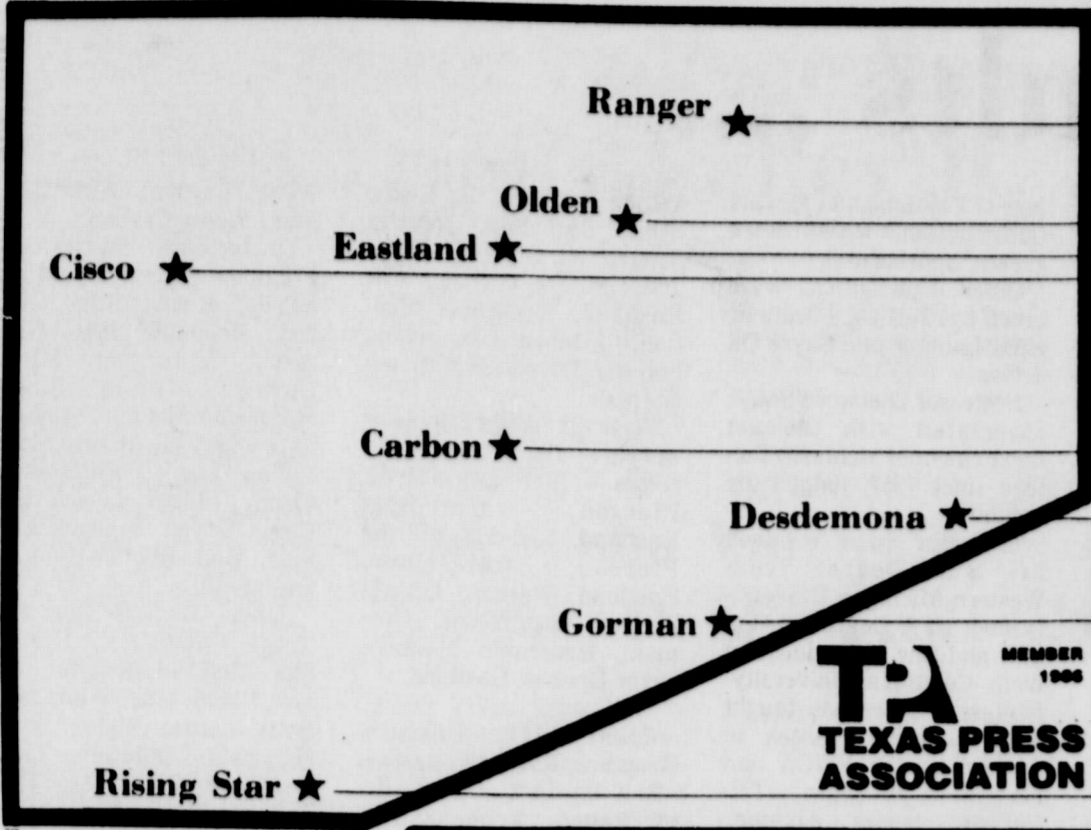 Ranger
Olden
Eastland
Cisco
Carbon
Desdemona
Gorman
TPA
MEMBER
1986
TEXAS PRESS
ASSOCIATION
Rising Star